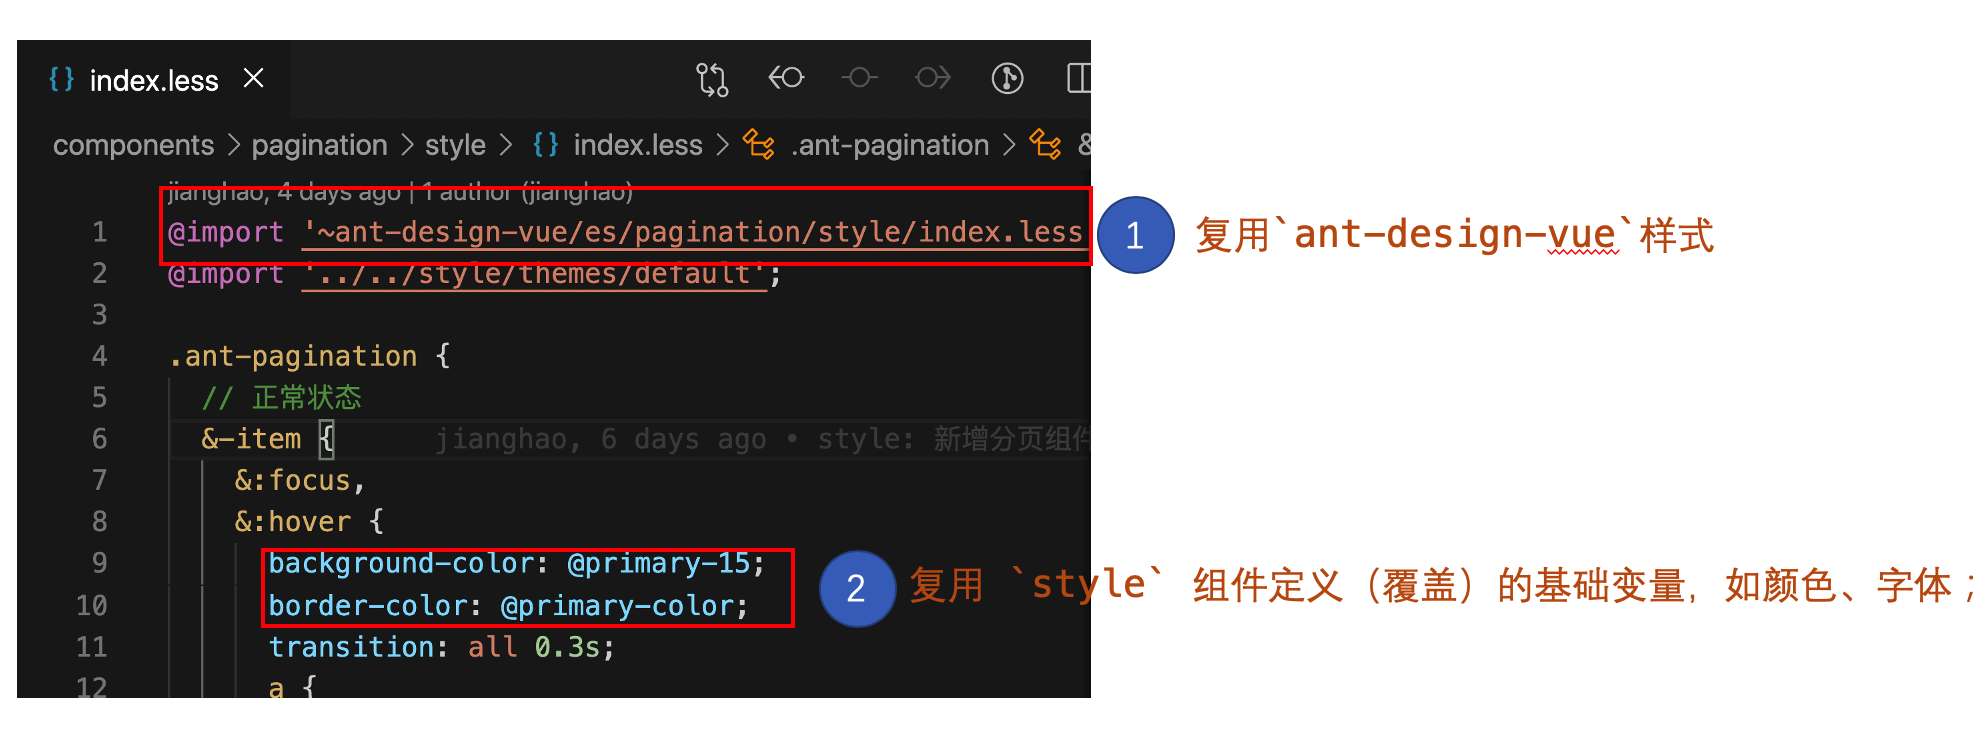 {} index.less ×
components > pagination > style > {} index.less > .ant-pagination > &
jianghao, 4 days ago | 1 author (jianghao)
1 @import '~ant-design-vue/es/pagination/style/index.less
1 复用`ant-design-vue`样式
2 @import '../../style/themes/default';
3
4 .ant-pagination {
5 // 正常状态
6 &-item { jianghao, 6 days ago • style: 新增分页组件
7 &:focus,
8 &:hover {
9 background-color: @primary-15;
2 复用 `style` 组件定义（覆盖）的基础变量，如颜色、字体；
10 border-color: @primary-color;
11 transition: all 0.3s;
12 a {